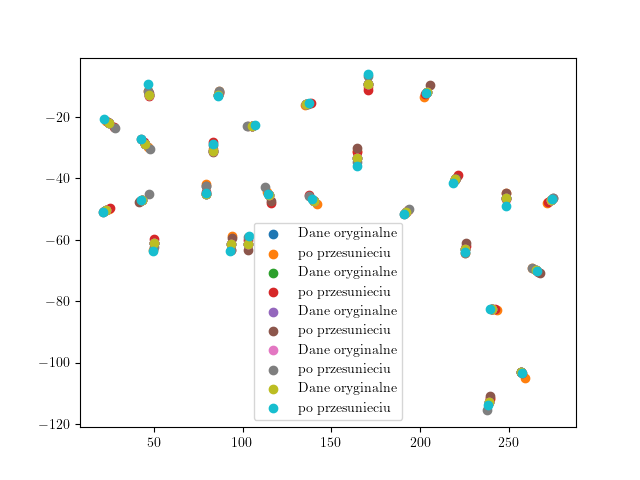 −20
−40
−60
−80
−100
−120
50
100
150
200
250
Dane oryginalne
po przesunieciu
Dane oryginalne
po przesunieciu
Dane oryginalne
po przesunieciu
Dane oryginalne
po przesunieciu
Dane oryginalne
po przesunieciu